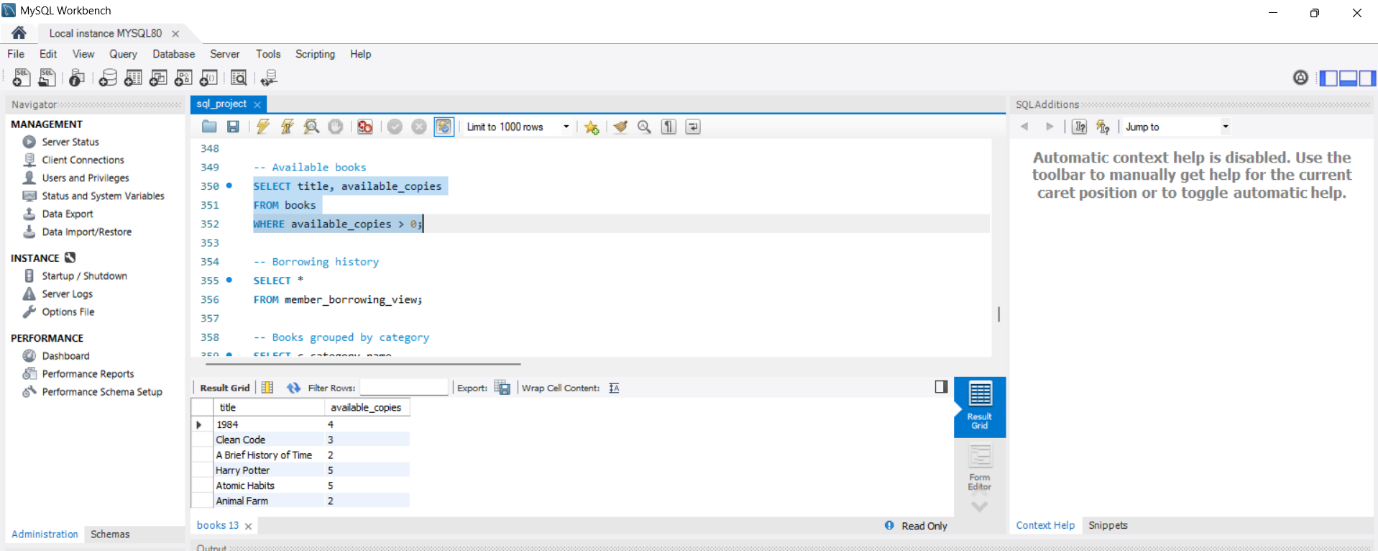 MySQL Workbench
Local instance MYSQL80
File Edit View Query Database Server Tools Scripting Help
Navigator
MANAGEMENT
Server Status
Client Connections
Users and Privileges
Status and System Variables
Data Export
Data Import/Restore
INSTANCE
Startup / Shutdown
Server Logs
Options File
PERFORMANCE
Dashboard
Performance Reports
Performance Schema Setup
Administration Schemas
sql_project
Limit to 1000 rows
348
349 -- Available books
350 SELECT title, available_copies
351 FROM books
352 WHERE available_copies > 0;
353
354 -- Borrowing history
355 SELECT *
356 FROM member_borrowing_view;
357
358 -- Books grouped by category
359 SELECT c.category_name
Result Grid Filter Rows: Export: Wrap Cell Content:
title available_copies
1984 4
Clean Code 3
A Brief History of Time 2
Harry Potter 5
Atomic Habits 5
Animal Farm 2
Result
Grid
Form
Editor
books 13 Read Only
Output
SQLAdditions
Jump to
Automatic context help is disabled. Use the
toolbar to manually get help for the current
caret position or to toggle automatic help.
Context Help Snippets